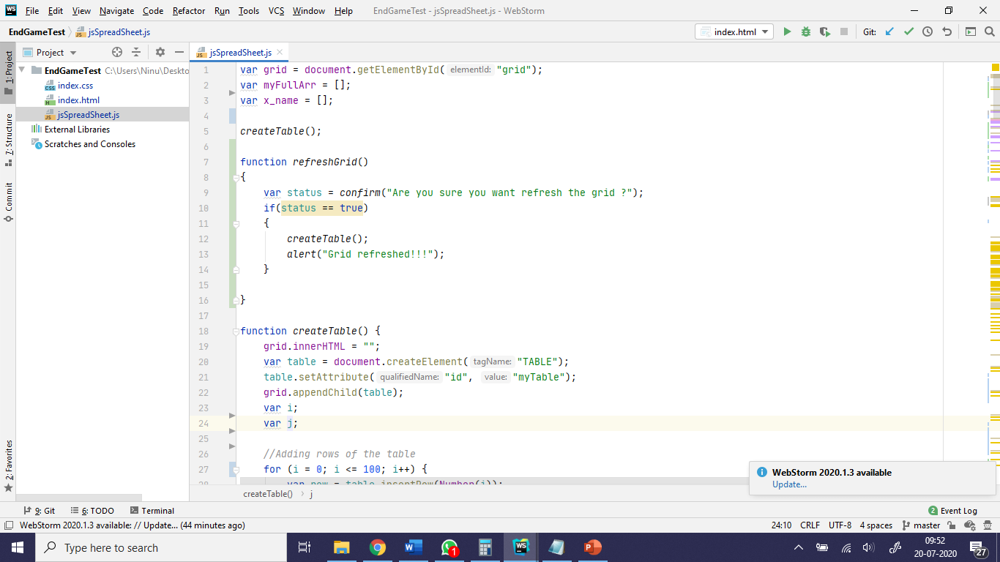 WS File Edit View Navigate Code Refactor Run Tools VCS Window Help EndGameTest - jsSpreadSheet.js - WebStorm
EndGameTest jsSpreadSheet.js index.html Git:
1: Project
7: Structure
Commit
2: Favorites
Project
EndGameTest C:\Users\Ninu\Deskto
index.css
index.html
jsSpreadSheet.js
External Libraries
Scratches and Consoles
jsSpreadSheet.js
1 var grid = document.getElementById( elementId: "grid");
2 var myFullArr = [];
3 var x_name = [];
4
5 createTable();
6
7 function refreshGrid()
8 {
9 var status = confirm("Are you sure you want refresh the grid ?");
10 if(status == true)
11 {
12 createTable();
13 alert("Grid refreshed!!!");
14 }
15
16 }
17
18 function createTable() {
19 grid.innerHTML = "";
20 var table = document.createElement( tagName: "TABLE");
21 table.setAttribute( qualifiedName: "id", value: "myTable");
22 grid.appendChild(table);
23 var i;
24 var j;
25
26 //Adding rows of the table
27 for (i = 0; i <= 100; i++) {
28 var row = table.insertRow(Number(i));
createTable() › j
WebStorm 2020.1.3 available
Update...
9: Git 6: TODO Terminal 2 Event Log
WebStorm 2020.1.3 available: // Update... (44 minutes ago) 24:10 CRLF UTF-8 4 spaces master
Type here to search
W
1
WS
P
09:52
20-07-2020
27